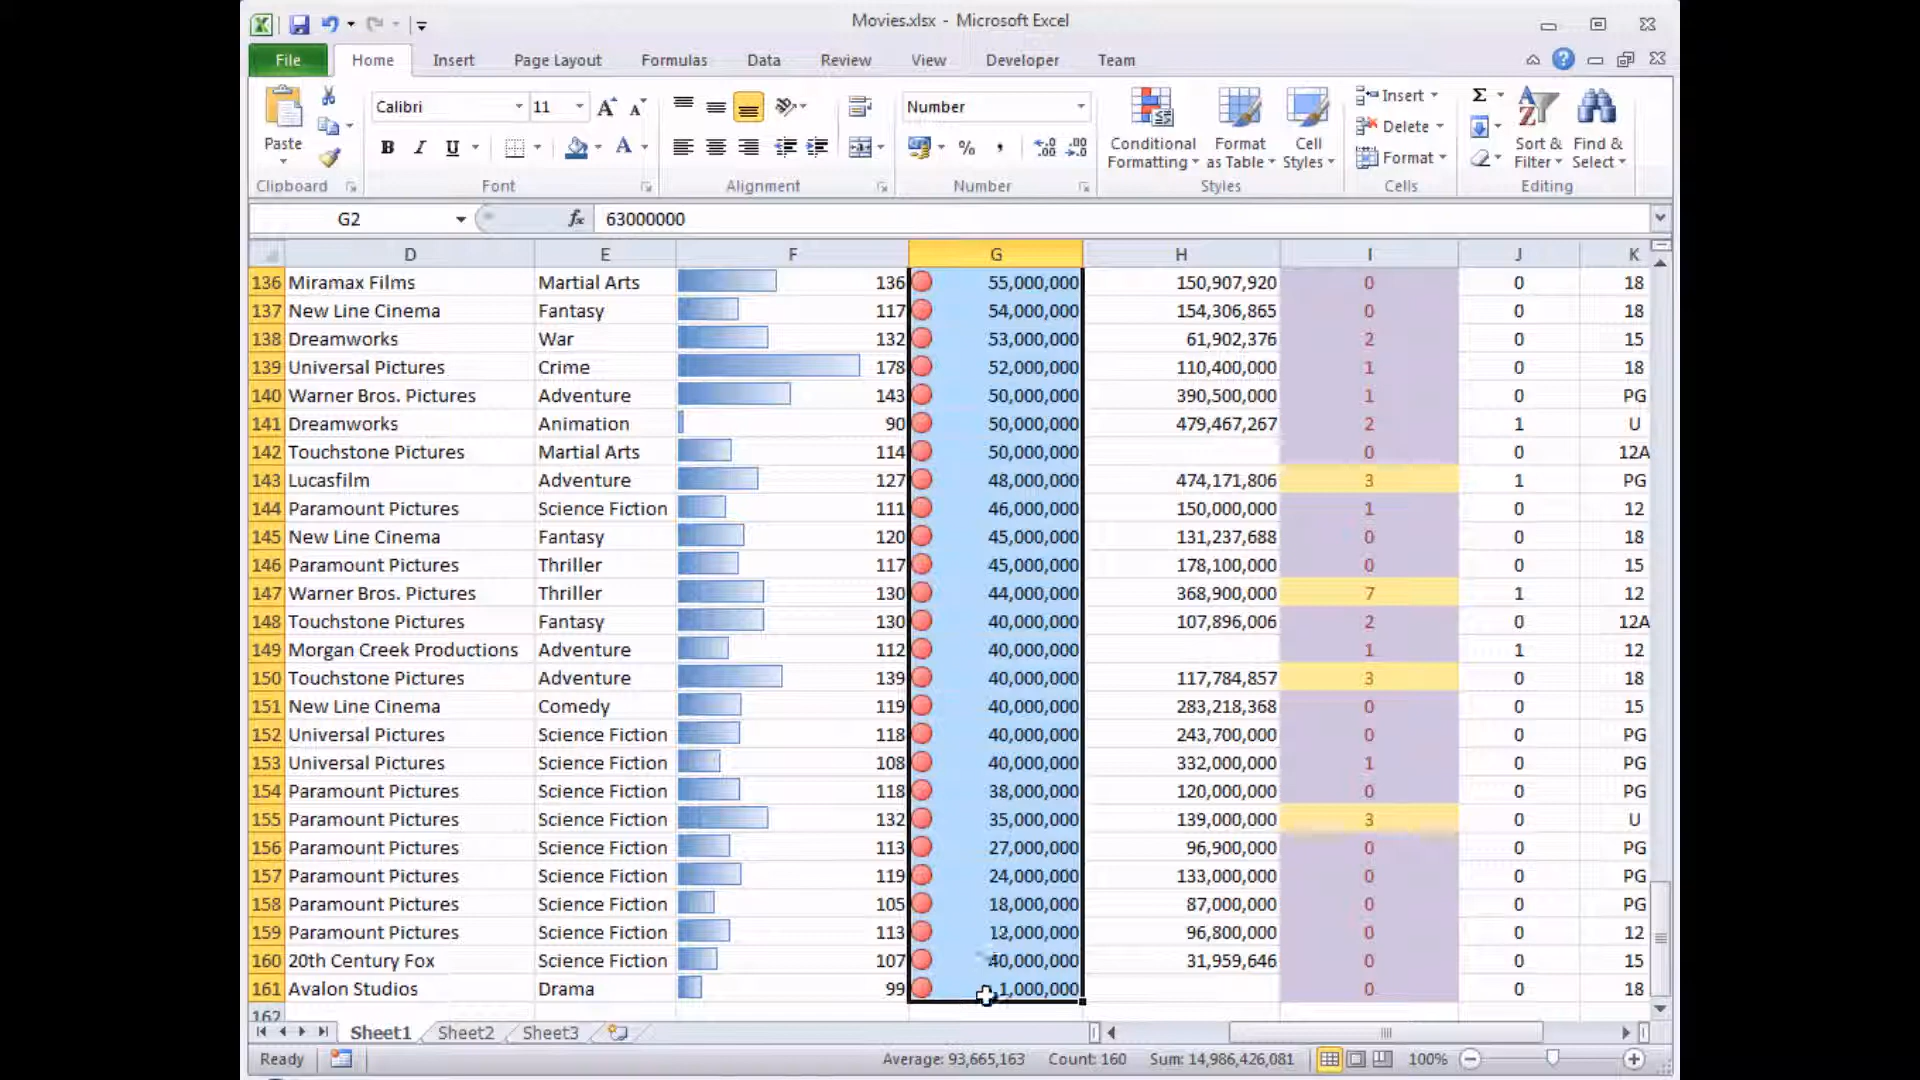 Movies.xlsx - Microsoft Excel
File Home Insert Page Layout Formulas Data Review View Developer Team
Calibri 11 Number Insert
Delete
Paste B I U % , Conditional Formatting Format as Table Cell Styles Format Sort & Filter Find & Select
Clipboard Font Alignment Number Styles Cells Editing
G2 fx 63000000
D E F G H I J K
136 Miramax Films Martial Arts 136 55,000,000 150,907,920 0 0 18
137 New Line Cinema Fantasy 117 54,000,000 154,306,865 0 0 18
138 Dreamworks War 132 53,000,000 61,902,376 2 0 15
139 Universal Pictures Crime 178 52,000,000 110,400,000 1 0 18
140 Warner Bros. Pictures Adventure 143 50,000,000 390,500,000 1 0 PG
141 Dreamworks Animation 90 50,000,000 479,467,267 2 1 U
142 Touchstone Pictures Martial Arts 114 50,000,000 0 0 12A
143 Lucasfilm Adventure 127 48,000,000 474,171,806 3 1 PG
144 Paramount Pictures Science Fiction 111 46,000,000 150,000,000 1 0 12
145 New Line Cinema Fantasy 120 45,000,000 131,237,688 0 0 18
146 Paramount Pictures Thriller 117 45,000,000 178,100,000 0 0 15
147 Warner Bros. Pictures Thriller 130 44,000,000 368,900,000 7 1 12
148 Touchstone Pictures Fantasy 130 40,000,000 107,896,006 2 0 12A
149 Morgan Creek Productions Adventure 112 40,000,000 1 1 12
150 Touchstone Pictures Adventure 139 40,000,000 117,784,857 3 0 18
151 New Line Cinema Comedy 119 40,000,000 283,218,368 0 0 15
152 Universal Pictures Science Fiction 118 40,000,000 243,700,000 0 0 PG
153 Universal Pictures Science Fiction 108 40,000,000 332,000,000 1 0 PG
154 Paramount Pictures Science Fiction 118 38,000,000 120,000,000 0 0 PG
155 Paramount Pictures Science Fiction 132 35,000,000 139,000,000 3 0 U
156 Paramount Pictures Science Fiction 113 27,000,000 96,900,000 0 0 PG
157 Paramount Pictures Science Fiction 119 24,000,000 133,000,000 0 0 PG
158 Paramount Pictures Science Fiction 105 18,000,000 87,000,000 0 0 PG
159 Paramount Pictures Science Fiction 113 12,000,000 96,800,000 0 0 12
160 20th Century Fox Science Fiction 107 40,000,000 31,959,646 0 0 15
161 Avalon Studios Drama 99 1,000,000 0 0 18
162
Sheet1 Sheet2 Sheet3
Ready Average: 93,665,163 Count: 160 Sum: 14,986,426,081 100%